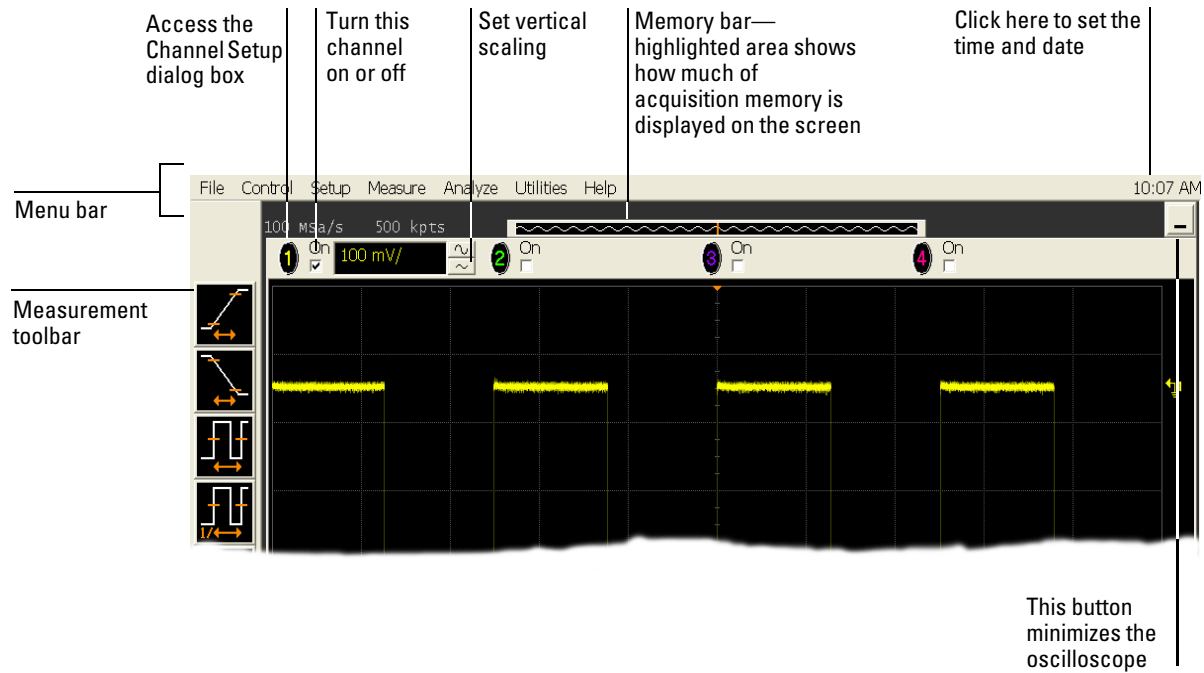 Access the
Channel Setup
dialog box
Turn this
channel
on or off
Set vertical
scaling
Memory bar—
highlighted area shows
how much of
acquisition memory is
displayed on the screen
Click here to set the
time and date
Menu bar
File Control Setup Measure Analyze Utilities Help 10:07 AM
100 MSa/s 500 kpts
1 On 100 mV/ 2 On 3 On 4 On
Measurement
toolbar
1/
This button
minimizes the
oscilloscope